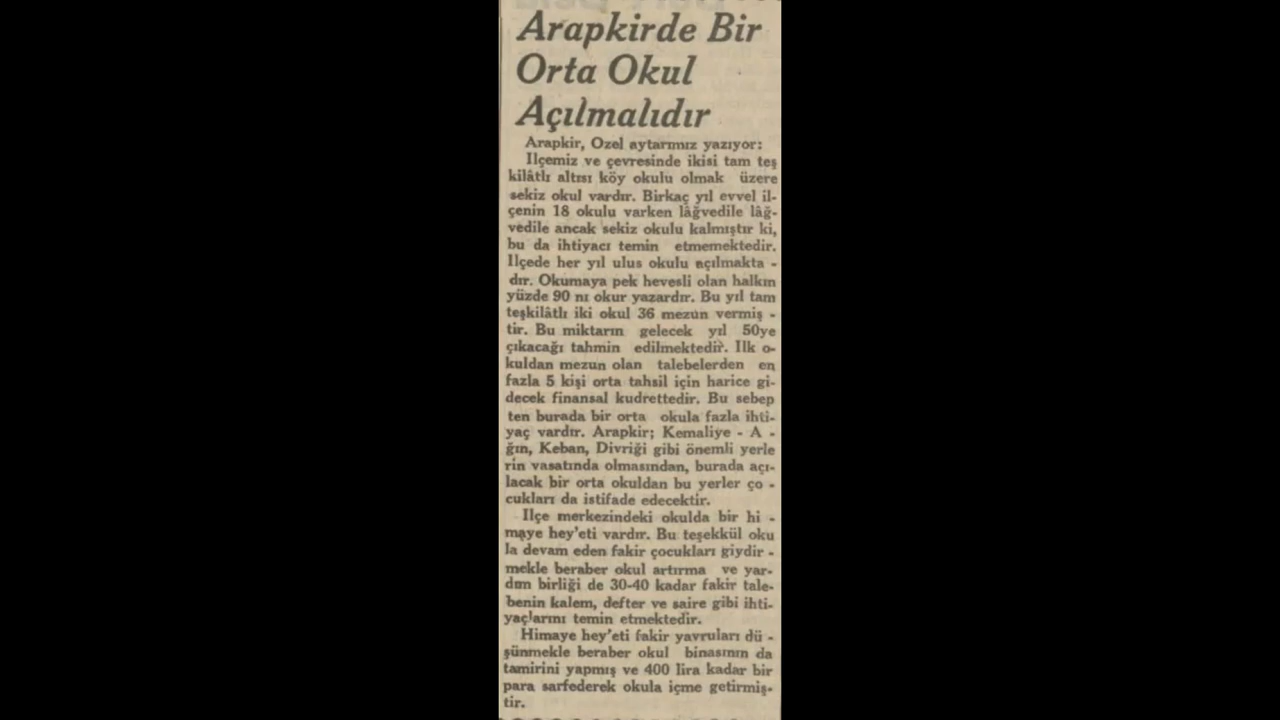 Arapkirde Bir
Orta Okul
Açılmalıdır
Arapkir, Ozel aytarımız yazıyor:
Ilçemiz ve çevresinde ikisi tam teş
kilâtlı altısı köy okulu olmak üzere
sekiz okul vardır. Birkaç yıl evvel il-
çenin 18 okulu varken lâğvedile lâğ-
vedile ancak sekiz okulu kalmıştır ki,
bu da ihtiyacı temin etmemektedir.
Ilçede her yıl ulus okulu açılmakta -
dır. Okumaya pek hevesli olan halkın
yüzde 90 nı okur yazardır. Bu yıl tam
teşkilâtlı iki okul 36 mezun vermiş -
tir. Bu miktarın gelecek yıl 50ye
çıkacağı tahmin edilmektedir. Ilk o-
kuldan mezun olan talebelerden en
fazla 5 kişi orta tahsil için harice gi-
decek finansal kudrettedir. Bu sebep
ten burada bir orta okula fazla ihti-
yaç vardır. Arapkir; Kemaliye - A -
ğın, Keban, Divriği gibi önemli yerle
rin vasatında olmasından, burada açı-
lacak bir orta okuldan bu yerler ço -
cukları da istifade edecektir.
Ilçe merkezindeki okulda bir hi -
maye hey'eti vardır. Bu teşekkül oku
la devam eden fakir çocukları giydir -
mekle beraber okul artırma ve yar-
dım birliği de 30-40 kadar fakir tale-
benin kalem, defter ve saire gibi ihti-
yaçlarını temin etmektedir.
Himaye hey'eti fakir yavruları dü -
şünmekle beraber okul binasının da
tamirini yapmış ve 400 lira kadar bir
para sarfederek okula içme getirmiş-
tir.